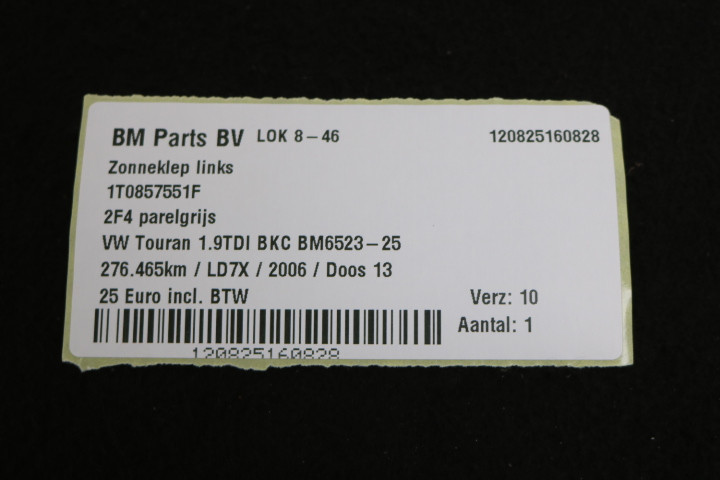 BM Parts BV LOK 8-46 120825160828
Zonneklep links
1T0857551F
2F4 parelgrijs
VW Touran 1.9TDI BKC BM6523-25
276.465km / LD7X / 2006 / Doos 13
25 Euro incl. BTW Verz: 10
Aantal: 1
120825160828